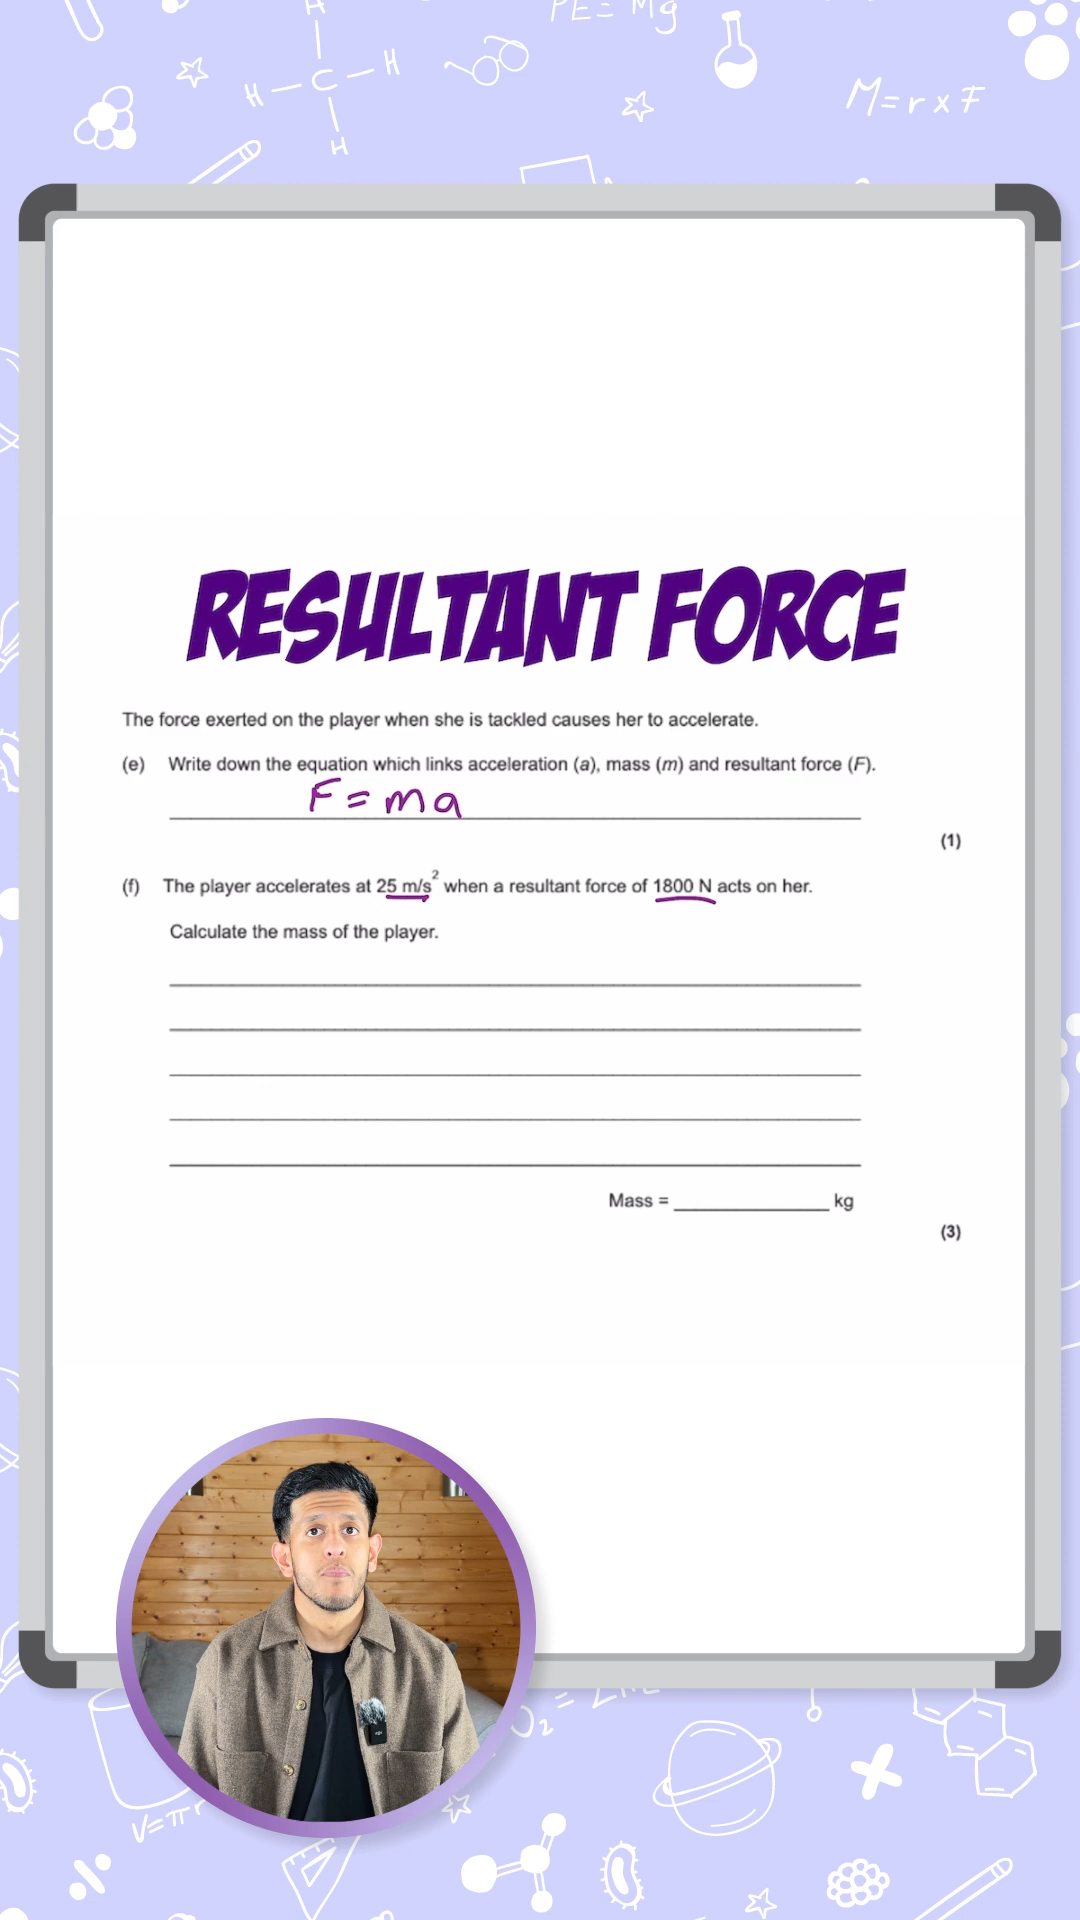 PE = Mg
H
H — C — H
H
M = r x F
RESULTANT FORCE
The force exerted on the player when she is tackled causes her to accelerate.
(e) Write down the equation which links acceleration (a), mass (m) and resultant force (F).
F = ma
(1)
(f) The player accelerates at 25 m/s² when a resultant force of 1800 N acts on her.
Calculate the mass of the player.
Mass = ____________ kg
(3)
V=πr